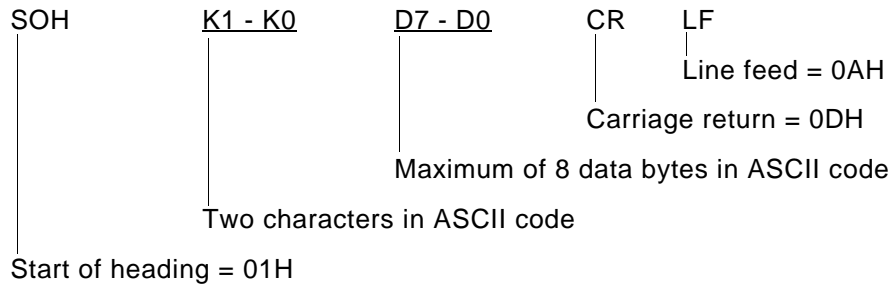 SOH K1 - K0 D7 - D0 CR LF
Line feed = 0AH
Carriage return = 0DH
Maximum of 8 data bytes in ASCII code
Two characters in ASCII code
Start of heading = 01H